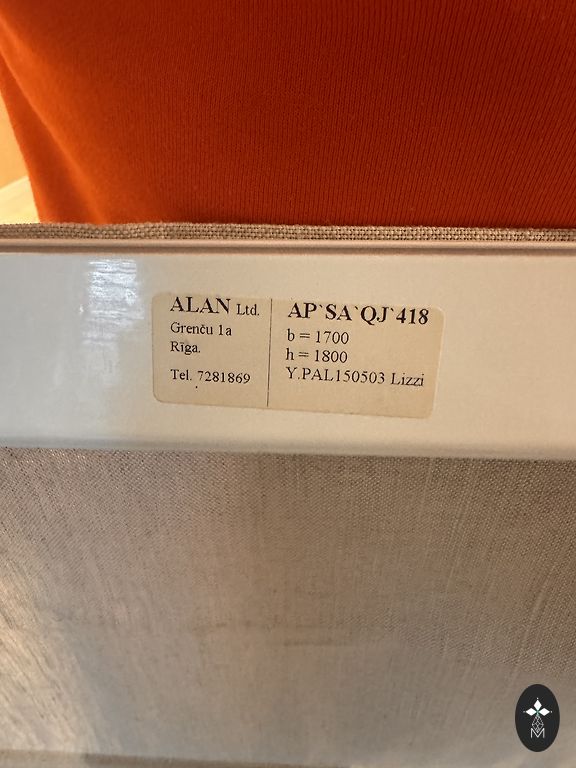 ALAN Ltd.
Grenču 1a
Rīga.
Tel. 7281869
AP`SA`QJ`418
b = 1700
h = 1800
Y.PAL150503 Lizzi
M